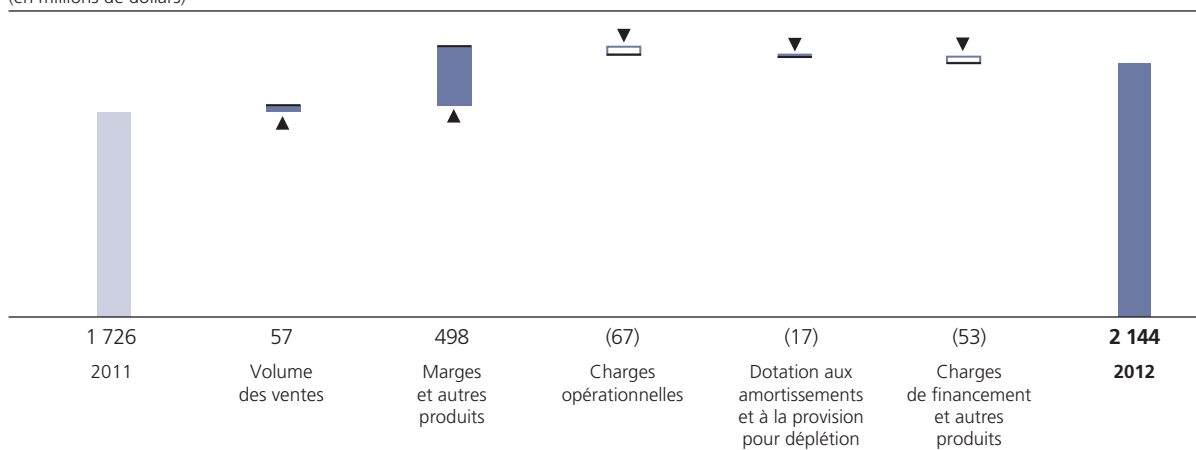 (en millions de dollars)
1 726 57 498 (67) (17) (53) 2 144
2011
Volume
des ventes
Marges
et autres
produits
Charges
opérationnelles
Dotation aux
amortissements
et à la provision
pour déplétion
Charges
de financement
et autres
produits
2012